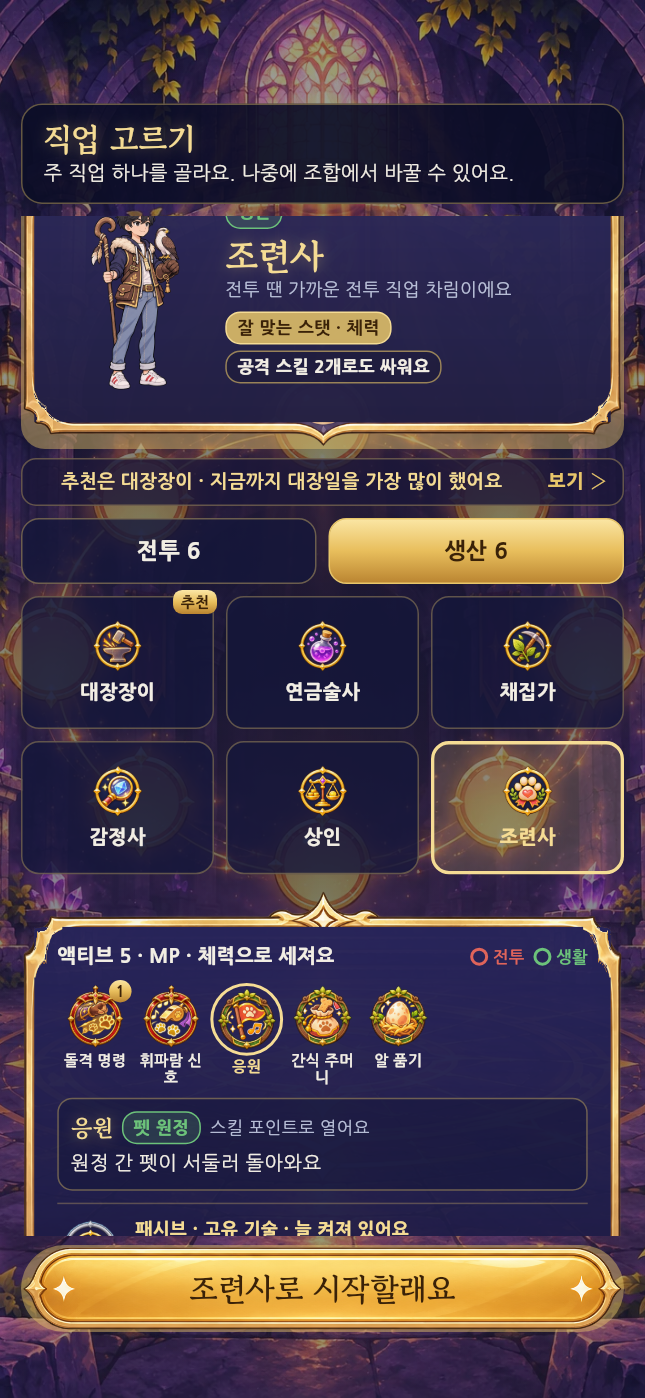 직업 고르기
주 직업 하나를 골라요. 나중에 조합에서 바꿀 수 있어요.
조련사
전투 땐 가까운 전투 직업 차림이에요
잘 맞는 스탯 · 체력
공격 스킬 2개로도 싸워요
추천은 대장장이 · 지금까지 대장일을 가장 많이 했어요 보기 >
전투 6 생산 6
추천
대장장이 연금술사 채집가
감정사 상인 조련사
액티브 5 · MP · 체력으로 세져요 전투 생활
1
돌격 명령 휘파람 신호 응원 간식 주머니 알 품기
응원 펫 원정 스킬 포인트로 열어요
원정 간 펫이 서둘러 돌아와요
패시브 · 고유 기술 · 늘 켜져 있어요
조련사로 시작할래요